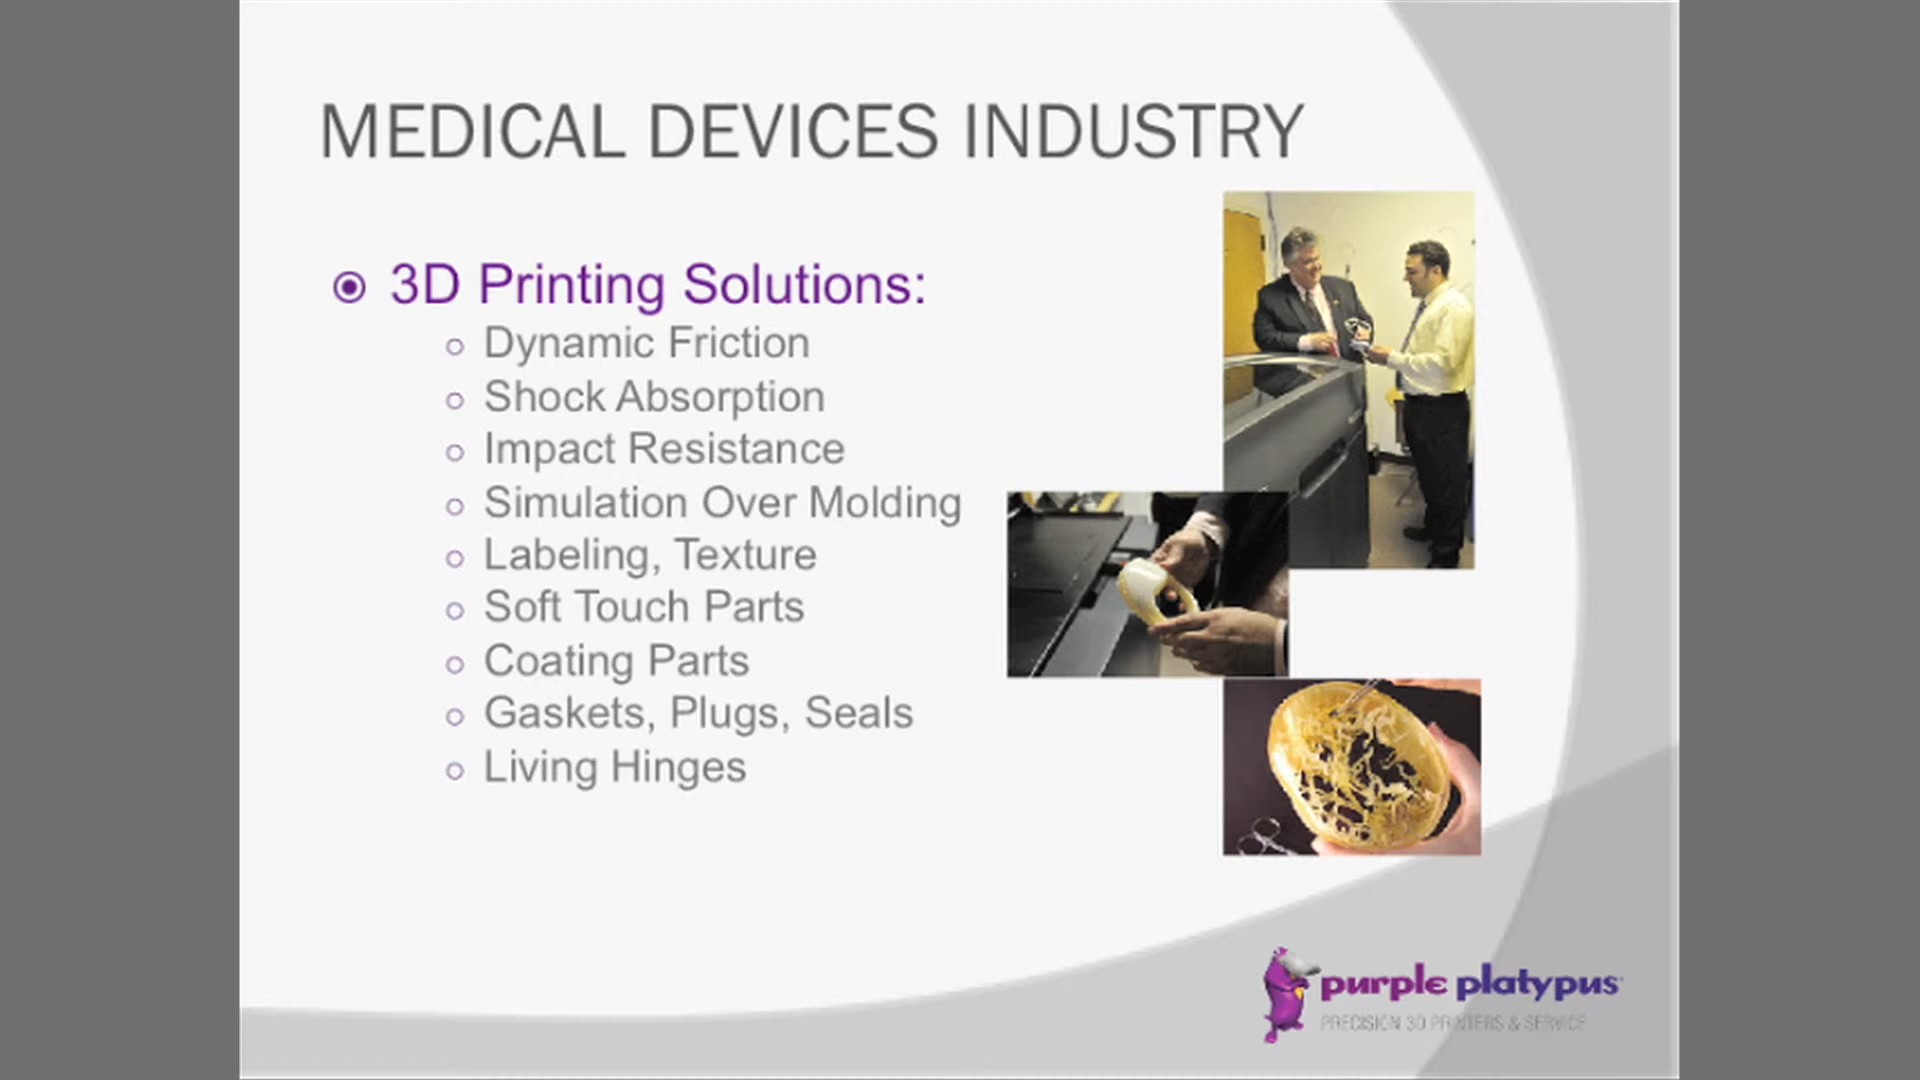 MEDICAL DEVICES INDUSTRY
3D Printing Solutions:
Dynamic Friction
Shock Absorption
Impact Resistance
Simulation Over Molding
Labeling, Texture
Soft Touch Parts
Coating Parts
Gaskets, Plugs, Seals
Living Hinges
purple platypus
PRECISION 3D PRINTERS & SERVICE